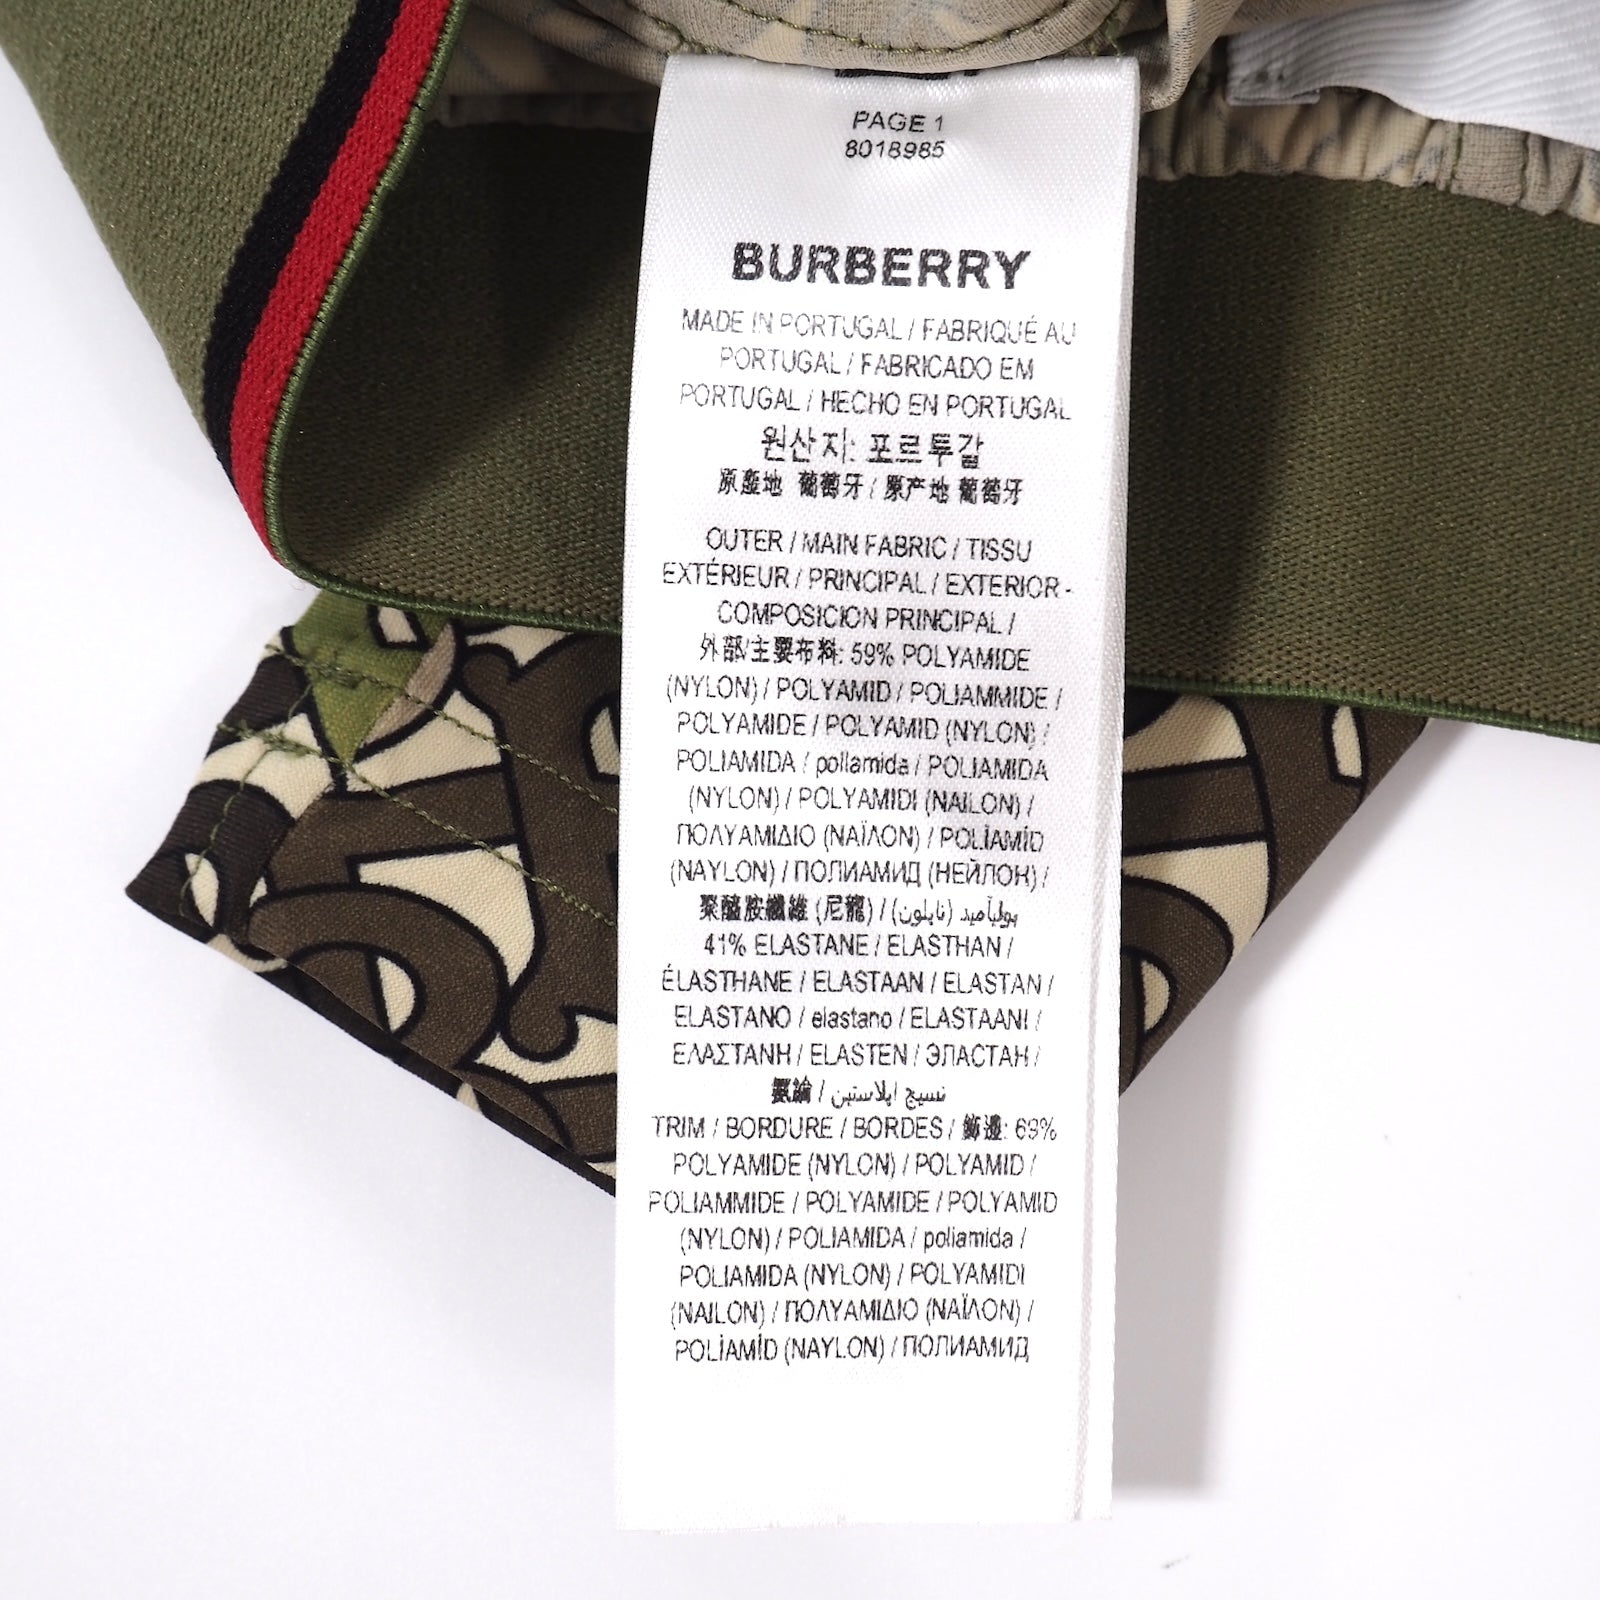 PAGE 1
8018985
BURBERRY
MADE IN PORTUGAL / FABRIQUÉ AU
PORTUGAL / FABRICADO EM
PORTUGAL / HECHO EN PORTUGAL
원산지: 포르투갈
原產地 葡萄牙 / 原产地 葡萄牙
OUTER / MAIN FABRIC / TISSU
EXTÉRIEUR / PRINCIPAL / EXTERIOR -
COMPOSICION PRINCIPAL /
外部/主要布料: 59% POLYAMIDE
(NYLON) / POLYAMID / POLIAMMIDE /
POLYAMIDE / POLYAMID (NYLON) /
POLIAMIDA / poliamida / POLIAMIDA
(NYLON) / POLYAMIDI (NAILON) /
ΠΟΛΥΑΜΙΔΙΟ (ΝΑΪΛΟΝ) / POLİAMİD
(NAYLON) / ПОЛИАМИД (НЕЙЛОН) /
聚醯胺纖維 (尼龍) / بولياميد (نايلون)
41% ELASTANE / ELASTHAN /
ÉLASTHANE / ELASTAAN / ELASTAN /
ELASTANO / elastano / ELASTAANI /
ΕΛΑΣΤΑΝΗ / ELASTEN / ЭЛАСТАН /
氨綸 / نسيج إيلاستين
TRIM / BORDURE / BORDES / 飾邊: 69%
POLYAMIDE (NYLON) / POLYAMID /
POLIAMMIDE / POLYAMIDE / POLYAMID
(NYLON) / POLIAMIDA / poliamida /
POLIAMIDA (NYLON) / POLYAMIDI
(NAILON) / ΠΟΛΥΑΜΙΔΙΟ (ΝΑΪΛΟΝ) /
POLİAMİD (NAYLON) / ПОЛИАМИД